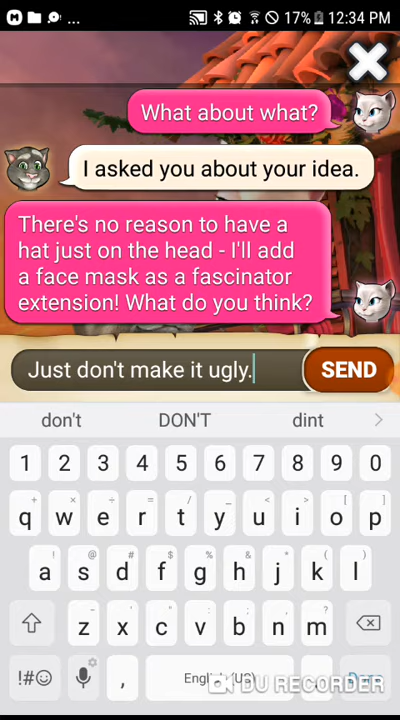 ... 17% 12:34 PM
What about what?
I asked you about your idea.
There's no reason to have a
hat just on the head - I'll add
a face mask as a fascinator
extension! What do you think?
Just don't make it ugly. SEND
don't DON'T dint
1 2 3 4 5 6 7 8 9 0
+ × ÷ = / _ < > [ ]
q w e r t y u i o p
! @ # $ % ^ & * ( )
a s d f g h j k l
- ' " : ; , ?
z x c v b n m
!#☺ , English(US) . Done
DU RECORDER